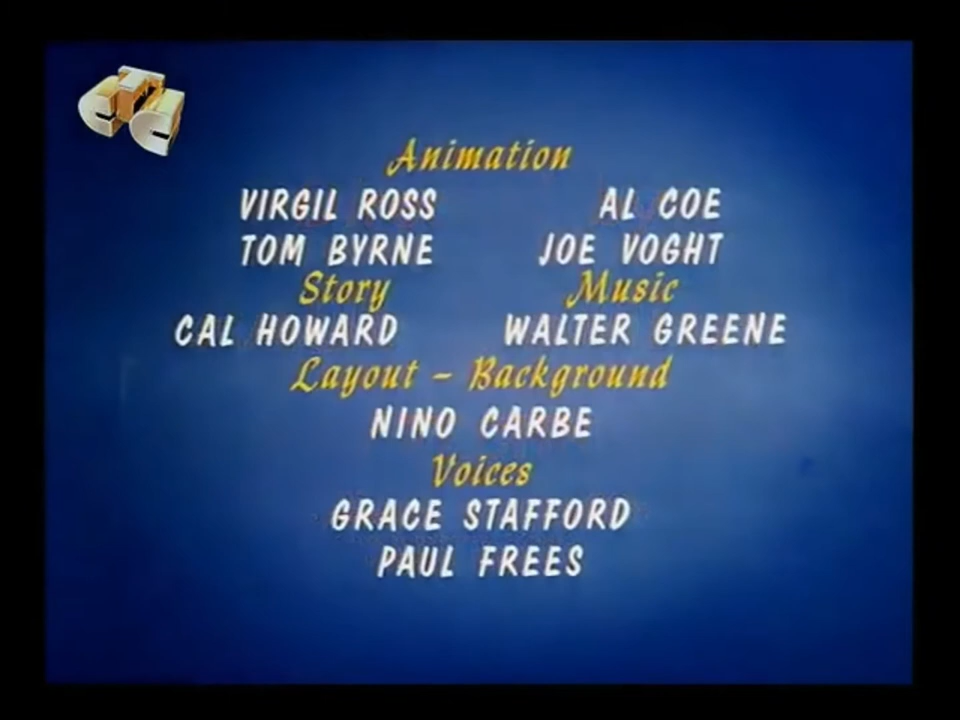 СТС
Animation
VIRGIL ROSS AL COE
TOM BYRNE JOE VOGHT
Story Music
CAL HOWARD WALTER GREENE
Layout – Background
NINO CARBE
Voices
GRACE STAFFORD
PAUL FREES